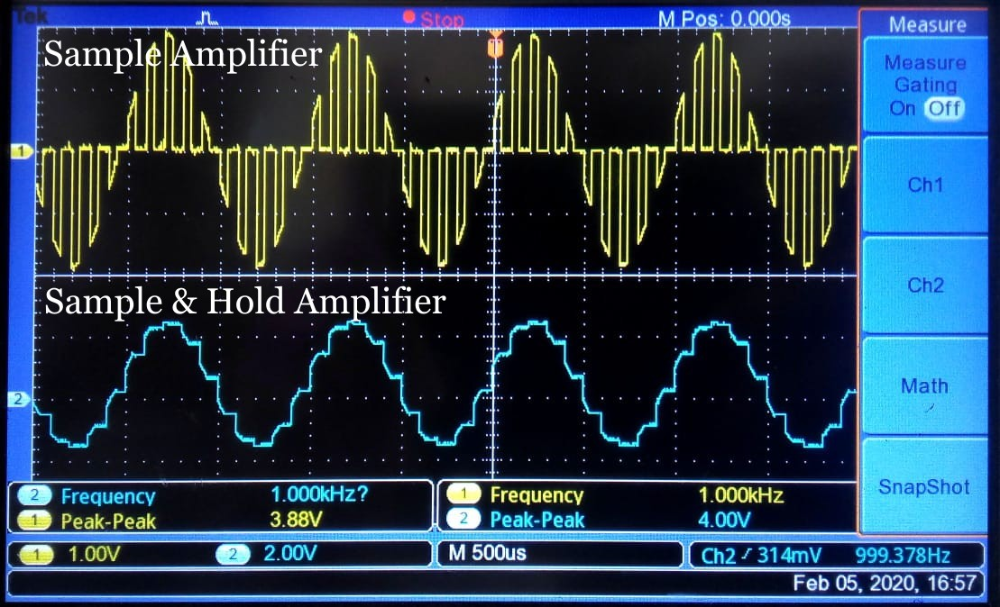 Tek Stop M Pos: 0.000s
Measure
Sample Amplifier
Measure
Gating
On Off
T
1
Ch1
Sample & Hold Amplifier
Ch2
2
Math
SnapShot
2 Frequency 1.000kHz? 1 Frequency 1.000kHz
1 Peak-Peak 3.88V 2 Peak-Peak 4.00V
1 1.00V 2 2.00V M 500us Ch2 314mV 999.378Hz
Feb 05, 2020, 16:57